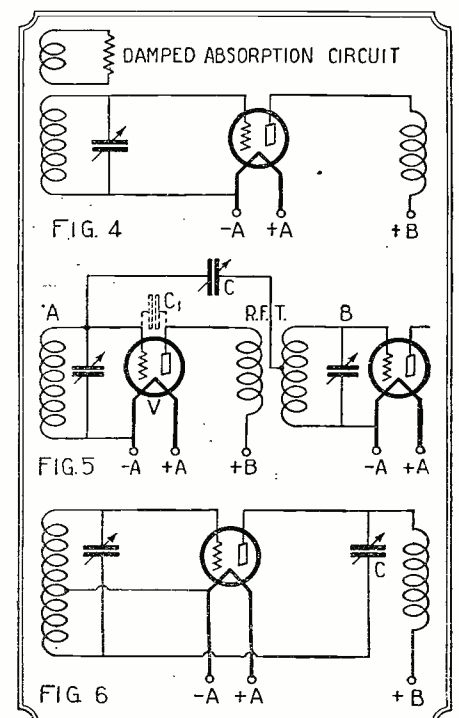 DAMPED ABSORPTION CIRCUIT
FIG. 4
-A +A +B
C
A C₁ R.F.T. B
V
FIG.5
-A +A +B -A +A
C
FIG 6
-A +A +B